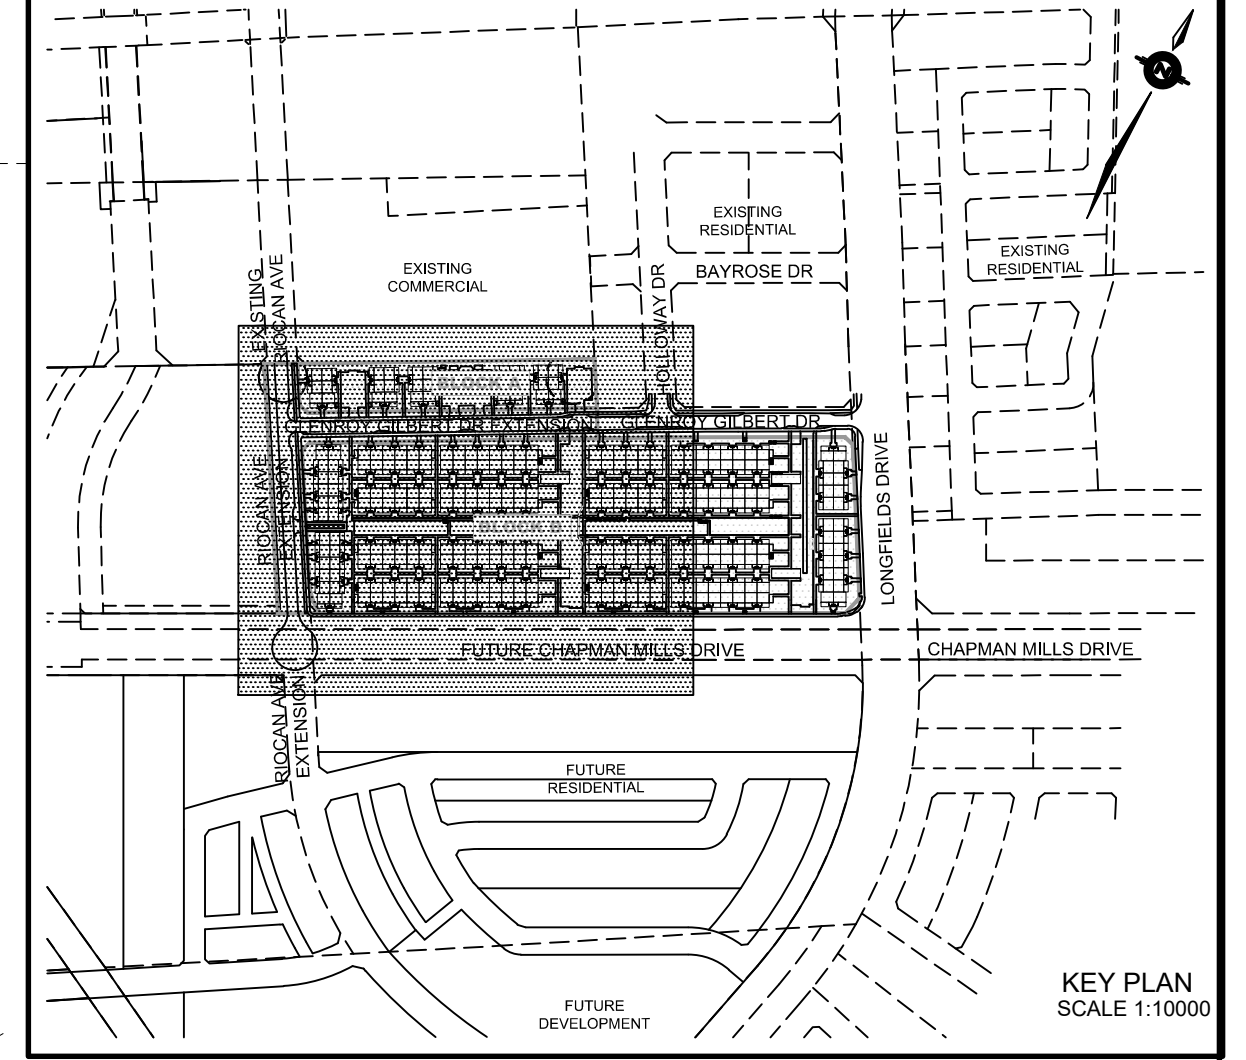 EXISTING
RESIDENTIAL
EXISTING
RESIDENTIAL
EXISTING
COMMERCIAL
BAYROSE DR
HOLLOWAY DR
EXISTING
RIOCAN AVE
BLOCK A
GLENROY GILBERT DR EXTENSION
GLENROY GILBERT DR
RIOCAN AVE
EXTENSION
BLOCK B
LONGFIELDS DRIVE
FUTURE CHAPMAN MILLS DRIVE
CHAPMAN MILLS DRIVE
RIOCAN AVE
EXTENSION
FUTURE
RESIDENTIAL
FUTURE
DEVELOPMENT
KEY PLAN
SCALE 1:10000